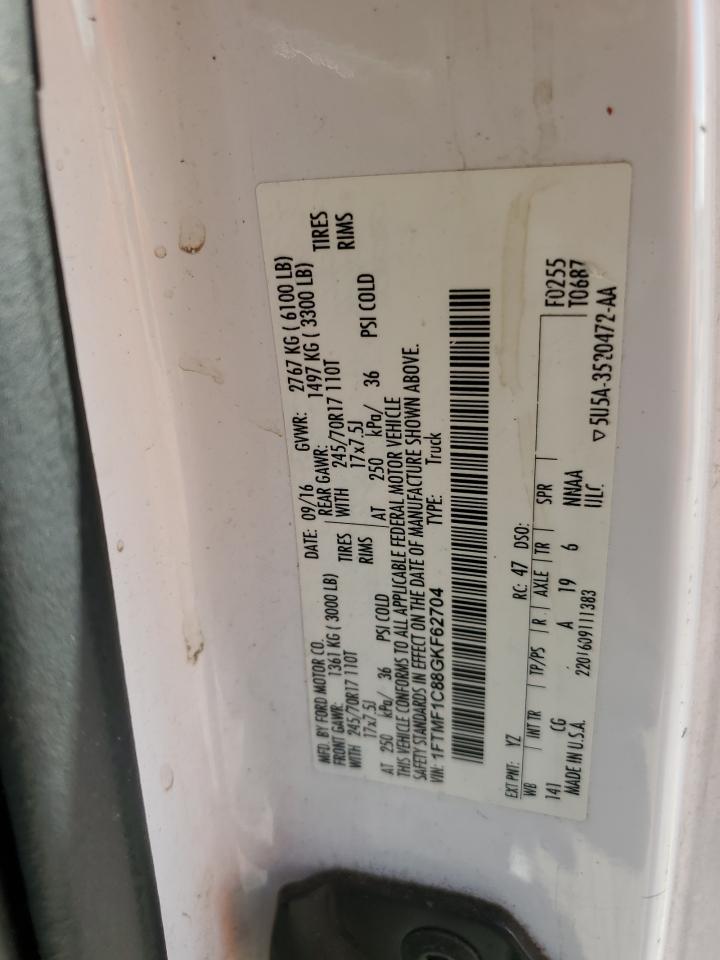 MFD. BY FORD MOTOR CO.
DATE: 09/16 GVWR: 2767 KG ( 6100 LB)
FRONT GAWR: 1361 KG ( 3000 LB) REAR GAWR: 1497 KG ( 3300 LB)
WITH 245/70R17 110T TIRES WITH 245/70R17 110T TIRES
17x7.5J RIMS 17x7.5J RIMS
AT 250 kPa/ 36 PSI COLD AT 250 kPa/ 36 PSI COLD
THIS VEHICLE CONFORMS TO ALL APPLICABLE FEDERAL MOTOR VEHICLE
SAFETY STANDARDS IN EFFECT ON THE DATE OF MANUFACTURE SHOWN ABOVE.
VIN: 1FTMF1C88GKF62704 TYPE: Truck
EXT PNT: YZ RC: 47 DSO:
WB INT TR TP/PS R AXLE TR SPR
141 CG A 19 6 NNAA
F0255
T0687
MADE IN U.S.A. 2201609111383
▽5U5A-3520472-AA